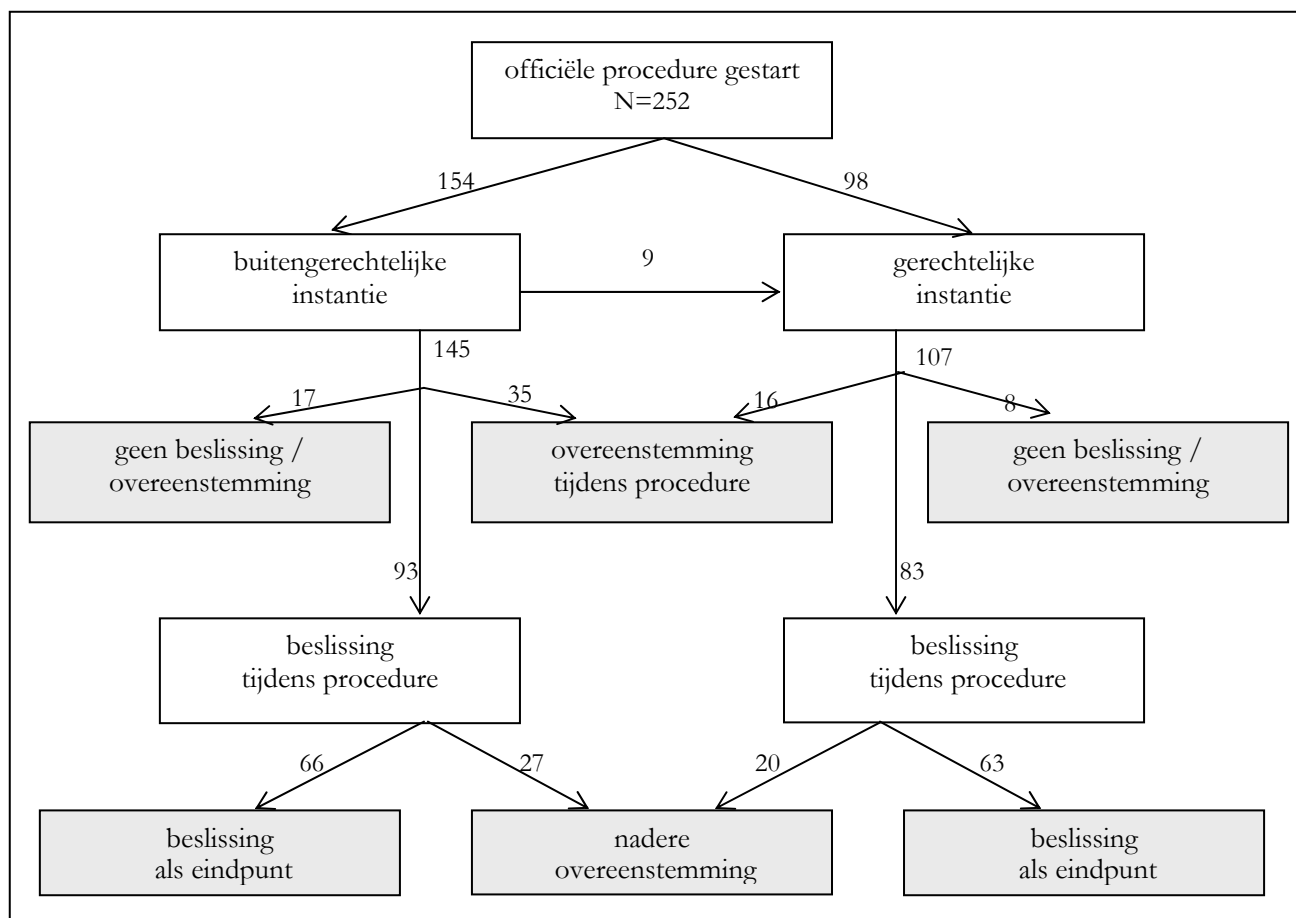 officiële procedure gestart
N=252
154
98
buitengerechtelijke
instantie
9
gerechtelijke
instantie
145
107
17
35
16
8
geen beslissing /
overeenstemming
overeenstemming
tijdens procedure
geen beslissing /
overeenstemming
93
83
beslissing
tijdens procedure
beslissing
tijdens procedure
66
27
20
63
beslissing
als eindpunt
nadere
overeenstemming
beslissing
als eindpunt